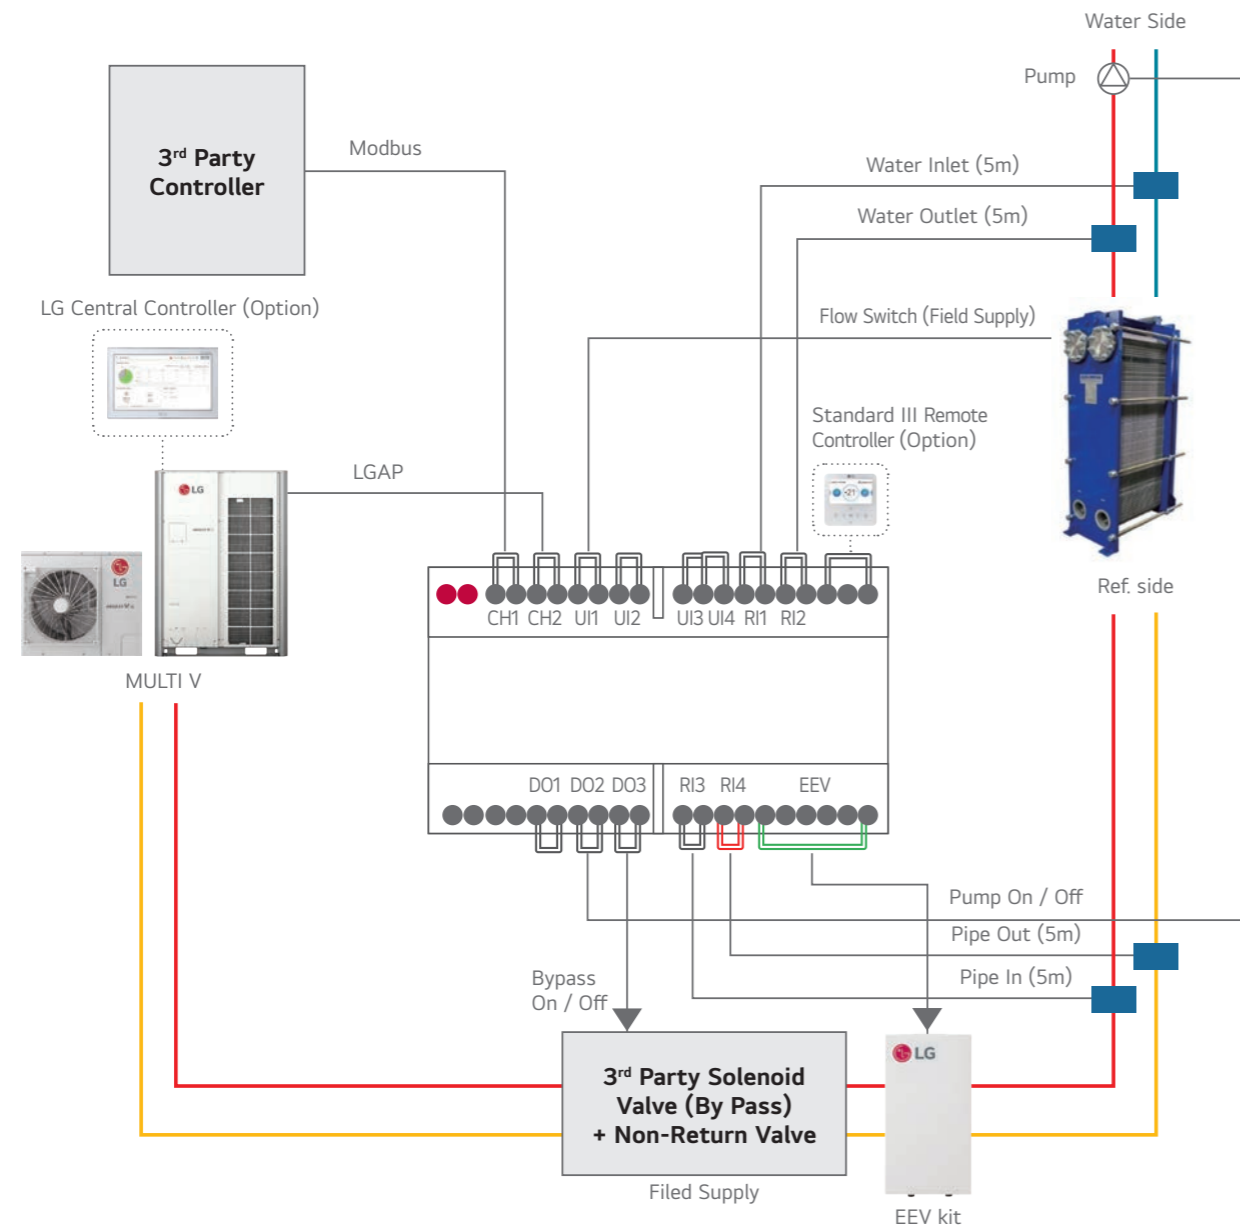 Water Side
Pump
3rd Party
Controller
Modbus
Water Inlet (5m)
Water Outlet (5m)
LG Central Controller (Option)
Flow Switch (Field Supply)
Standard III Remote
Controller (Option)
LGAP
LG
LG
MULTI V
CH1 CH2 UI1 UI2 UI3 UI4 RI1 RI2
Ref. side
DO1 DO2 DO3 RI3 RI4 EEV
Pump On / Off
Pipe Out (5m)
Pipe In (5m)
Bypass
On / Off
3rd Party Solenoid
Valve (By Pass)
+ Non-Return Valve
LG
Filed Supply
EEV kit